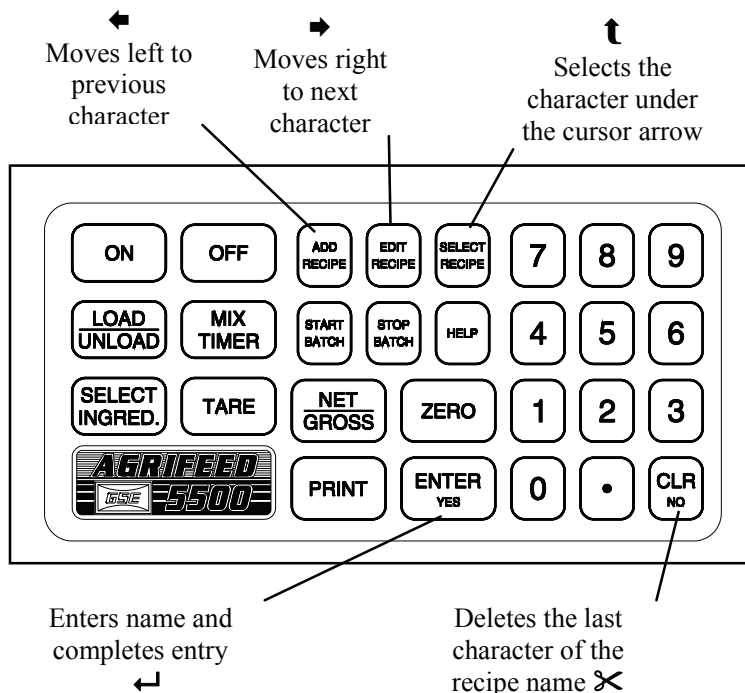 Moves left to
previous
character
Moves right
to next
character
Selects the
character under
the cursor arrow
ON
OFF
ADD
RECIPE
EDIT
RECIPE
SELECT
RECIPE
7
8
9
LOAD
UNLOAD
MIX
TIMER
START
BATCH
STOP
BATCH
HELP
4
5
6
SELECT
INGRED.
TARE
NET
GROSS
ZERO
1
2
3
AGRIFEED
GSE 5500
PRINT
ENTER
YES
0
.
CLR
NO
Enters name and
completes entry
Deletes the last
character of the
recipe name